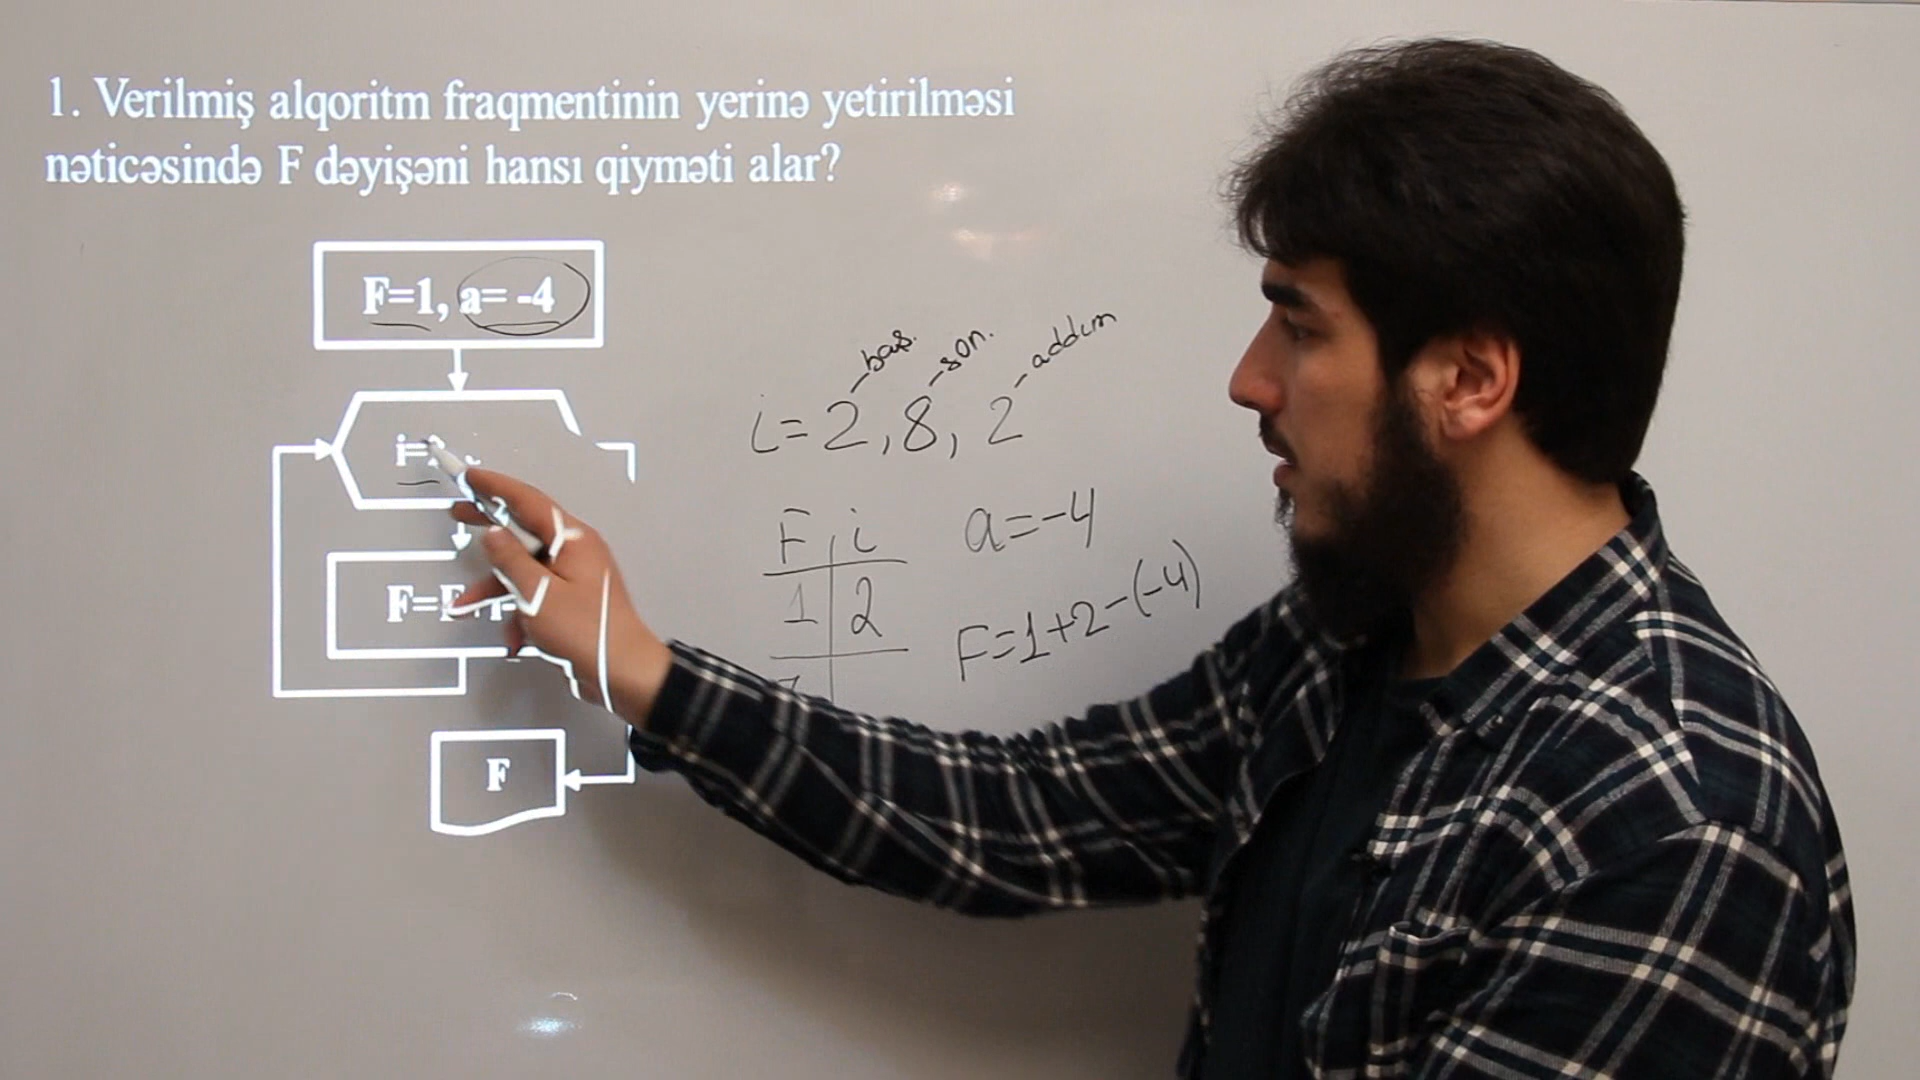 1. Verilmiş alqoritm fraqmentinin yerinə yetirilməsi
nəticəsində F dəyişəni hansı qiyməti alar?
F=1, a= -4
i=2
F=F+i-
F
baş. son. addım
i=2, 8, 2
F i a=-4
1 2
F=1+2-(-4)